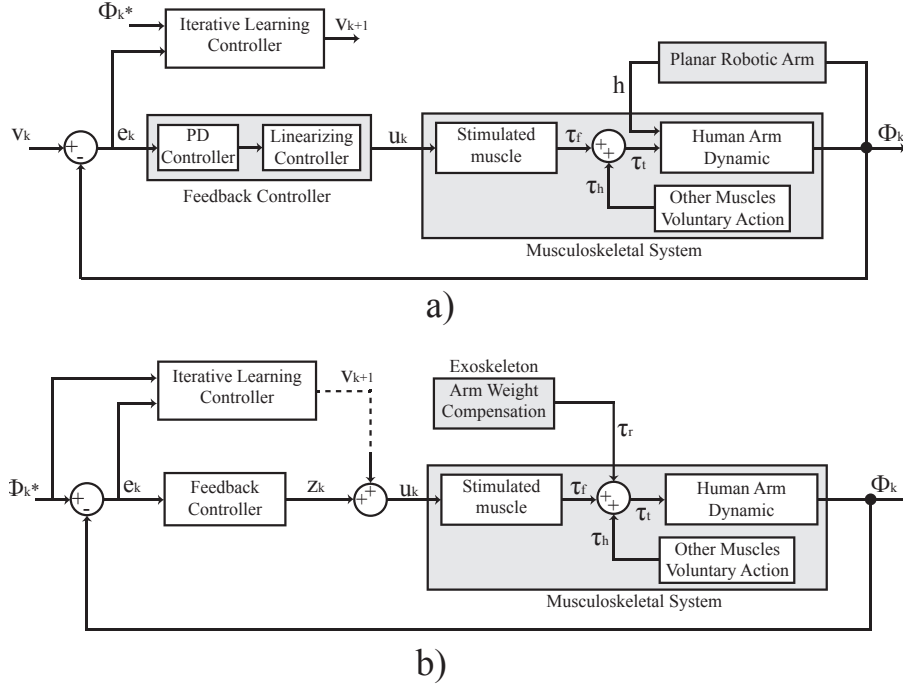 Φk*
Iterative Learning
Controller
vk+1
Planar Robotic Arm
h
vk
+
-
ek
PD
Controller
Linearizing
Controller
Feedback Controller
uk
Stimulated
muscle
τf
+
+
τt
τh
Human Arm
Dynamic
Other Muscles
Voluntary Action
Musculoskeletal System
Φk
a)
Iterative Learning
Controller
vk+1
Exoskeleton
Arm Weight
Compensation
τr
Φk*
+
-
ek
Feedback
Controller
zk
+
+
uk
Stimulated
muscle
τf
+
+
τt
τh
Human Arm
Dynamic
Other Muscles
Voluntary Action
Musculoskeletal System
Φk
b)